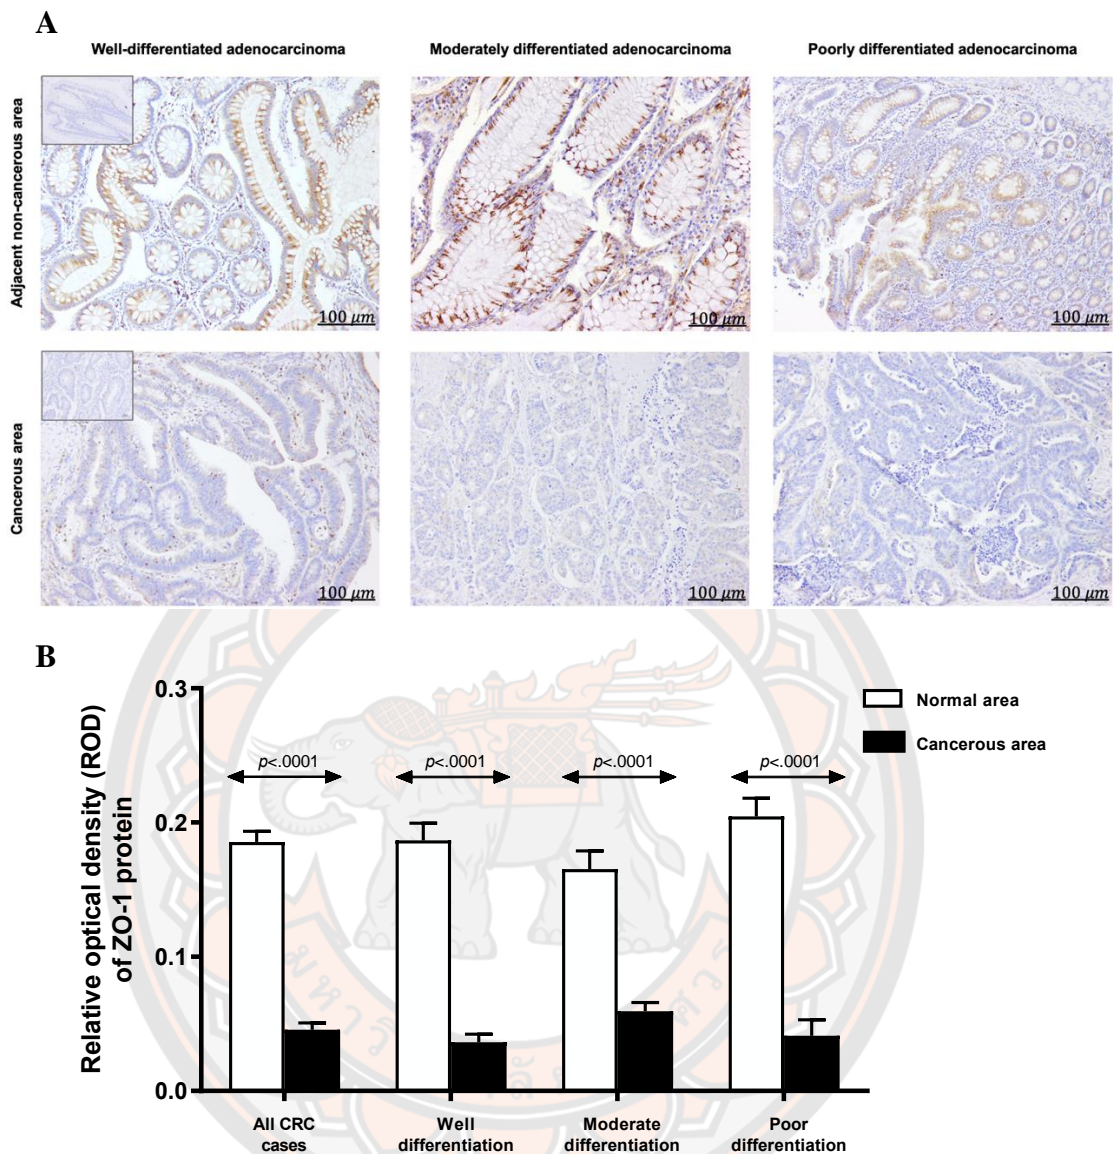 A
Well-differentiated adenocarcinoma
Moderately differentiated adenocarcinoma
Poorly differentiated adenocarcinoma
Adjacent non-cancerous area
100 µm
100 µm
100 µm
Cancerous area
100 µm
100 µm
100 µm
B
Relative optical density (ROD)
of ZO-1 protein
0.3
0.2
0.1
0.0
p<.0001
p<.0001
p<.0001
p<.0001
Normal area
Cancerous area
All CRC
cases
Well
differentiation
Moderate
differentiation
Poor
differentiation